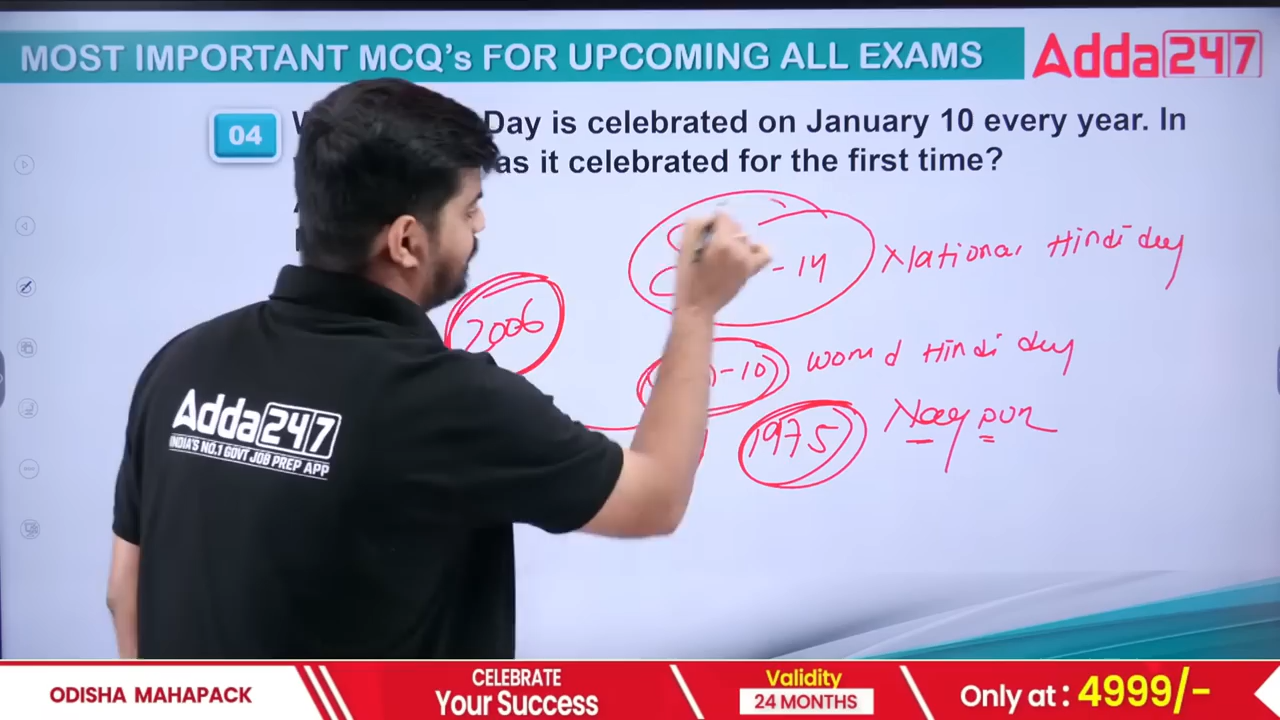 MOST IMPORTANT MCQ's FOR UPCOMING ALL EXAMS
Adda247
04
Day is celebrated on January 10 every year. In
as it celebrated for the first time?
- 14 National Hindi day
2006
- 10 World Hindi day
1975 Nagpur
Adda247
INDIA'S NO.1 GOVT JOB PREP APP
ODISHA MAHAPACK
CELEBRATE
Your Success
Validity
24 MONTHS
Only at : 4999/-